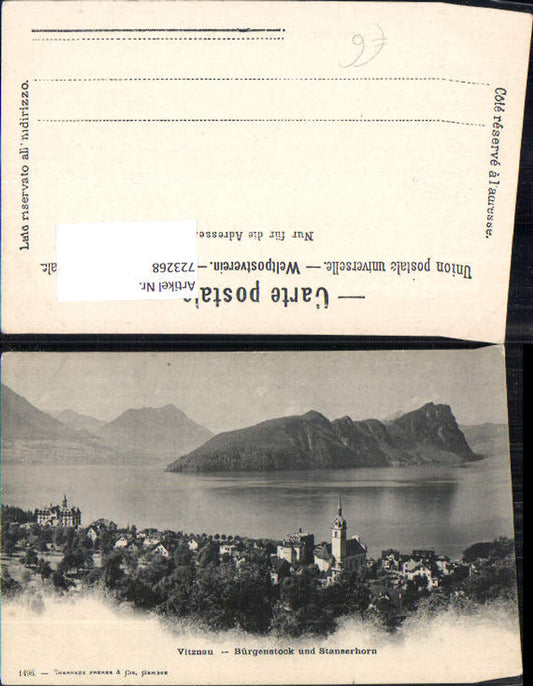 — Carte postale
Union postale universelle. — Weltpostverein. —
Nur für die Adresse.
Côté réservé à l'adresse.
Lato riservato all'indirizzo.
Artikel Nr.
723268
Vitznau — Bürgenstock und Stanserhorn
1496. — Charnaux Frères & Cie, Genève